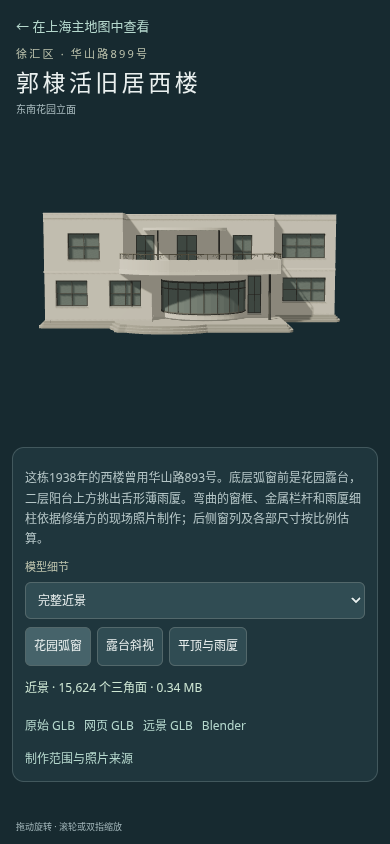 ← 在上海主地图中查看
徐汇区 · 华山路899号
郭棣活旧居西楼
东南花园立面
这栋1938年的西楼曾用华山路893号。底层弧窗前是花园露台，
二层阳台上方挑出舌形薄雨厦。弯曲的窗框、金属栏杆和雨厦细
柱依据修缮方的现场照片制作；后侧窗列及各部尺寸按比例估
算。
模型细节
完整近景
花园弧窗 露台斜视 平顶与雨厦
近景 · 15,624 个三角面 · 0.34 MB
原始 GLB 网页 GLB 远景 GLB Blender
制作范围与照片来源
拖动旋转 · 滚轮或双指缩放